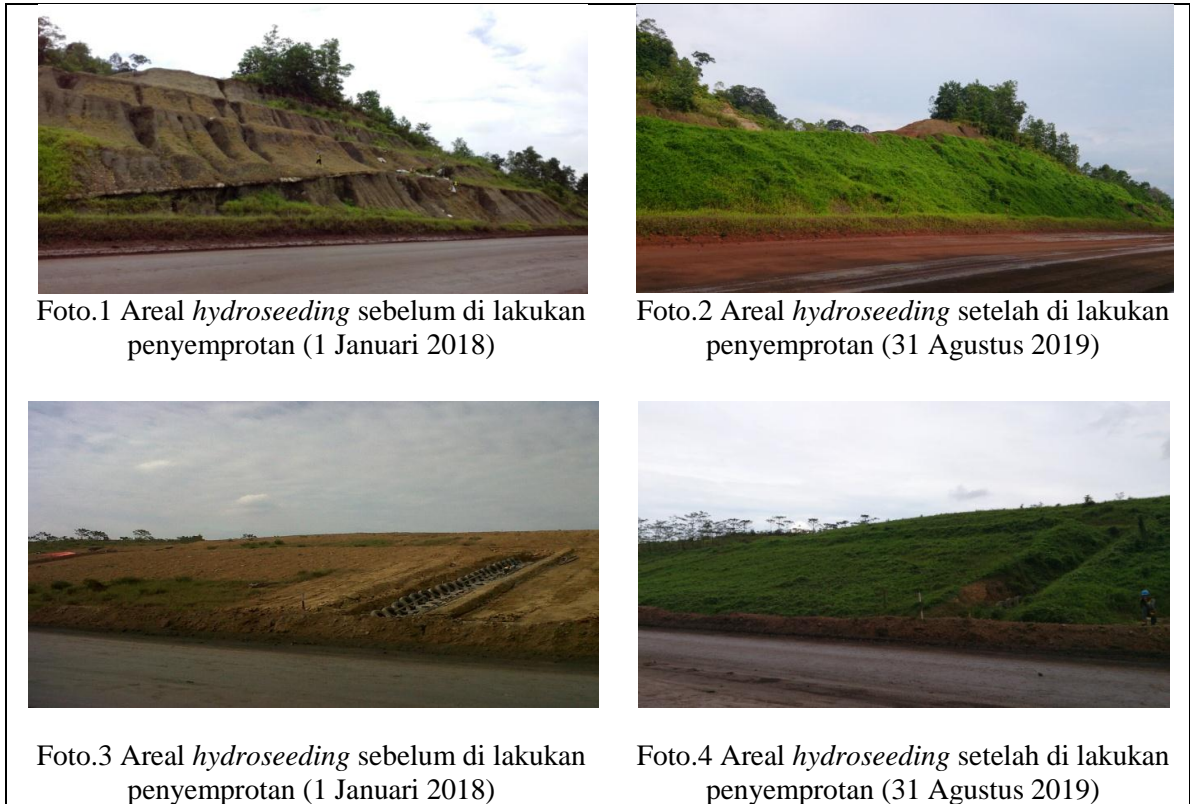 Foto.1 Areal hydroseeding sebelum di lakukan
penyemprotan (1 Januari 2018)
Foto.2 Areal hydroseeding setelah di lakukan
penyemprotan (31 Agustus 2019)
Foto.3 Areal hydroseeding sebelum di lakukan
penyemprotan (1 Januari 2018)
Foto.4 Areal hydroseeding setelah di lakukan
penyemprotan (31 Agustus 2019)